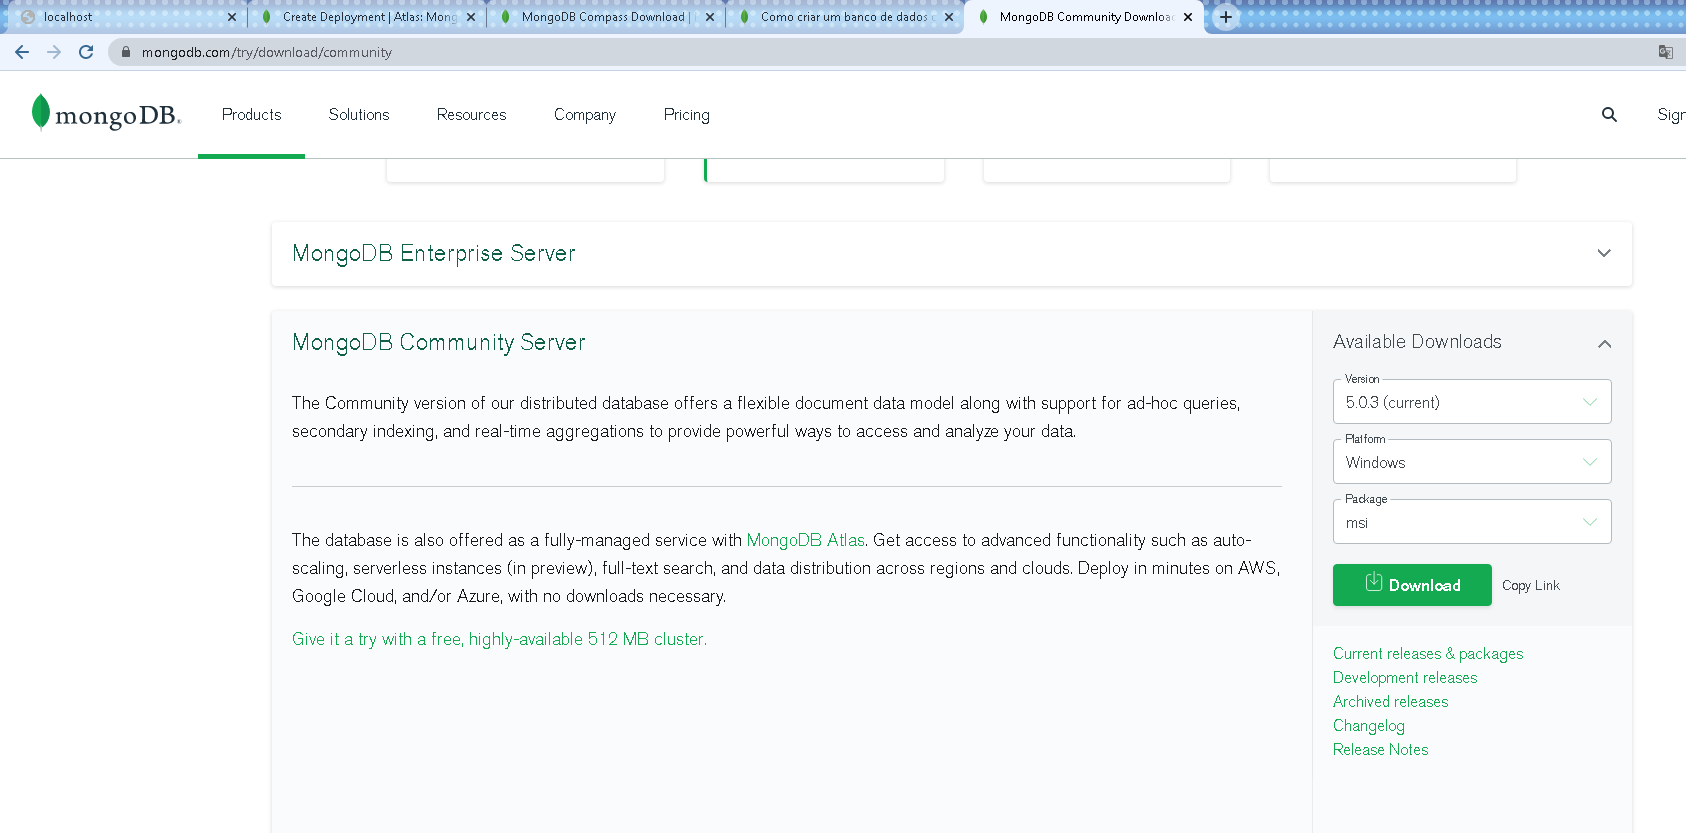 localhost
Create Deployment | Atlas: Mong
MongoDB Compass Download |
Como criar um banco de dados
MongoDB Community Download
mongodb.com/try/download/community
mongoDB.
Products
Solutions
Resources
Company
Pricing
Sign
MongoDB Enterprise Server
MongoDB Community Server
The Community version of our distributed database offers a flexible document data model along with support for ad-hoc queries,
secondary indexing, and real-time aggregations to provide powerful ways to access and analyze your data.
The database is also offered as a fully-managed service with MongoDB Atlas. Get access to advanced functionality such as auto-
scaling, serverless instances (in preview), full-text search, and data distribution across regions and clouds. Deploy in minutes on AWS,
Google Cloud, and/or Azure, with no downloads necessary.
Give it a try with a free, highly-available 512 MB cluster.
Available Downloads
Version
5.0.3 (current)
Platform
Windows
Package
msi
Download
Copy Link
Current releases & packages
Development releases
Archived releases
Changelog
Release Notes